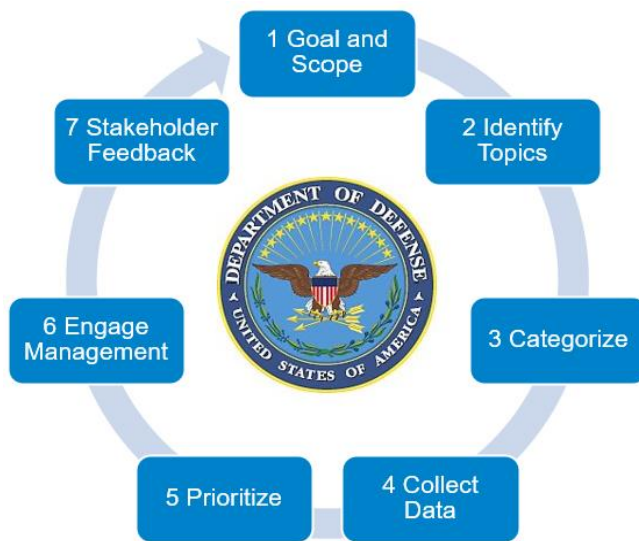 1 Goal and
Scope
2 Identify
Topics
3 Categorize
4 Collect
Data
5 Prioritize
6 Engage
Management
7 Stakeholder
Feedback
DEPARTMENT OF DEFENSE
UNITED STATES OF AMERICA